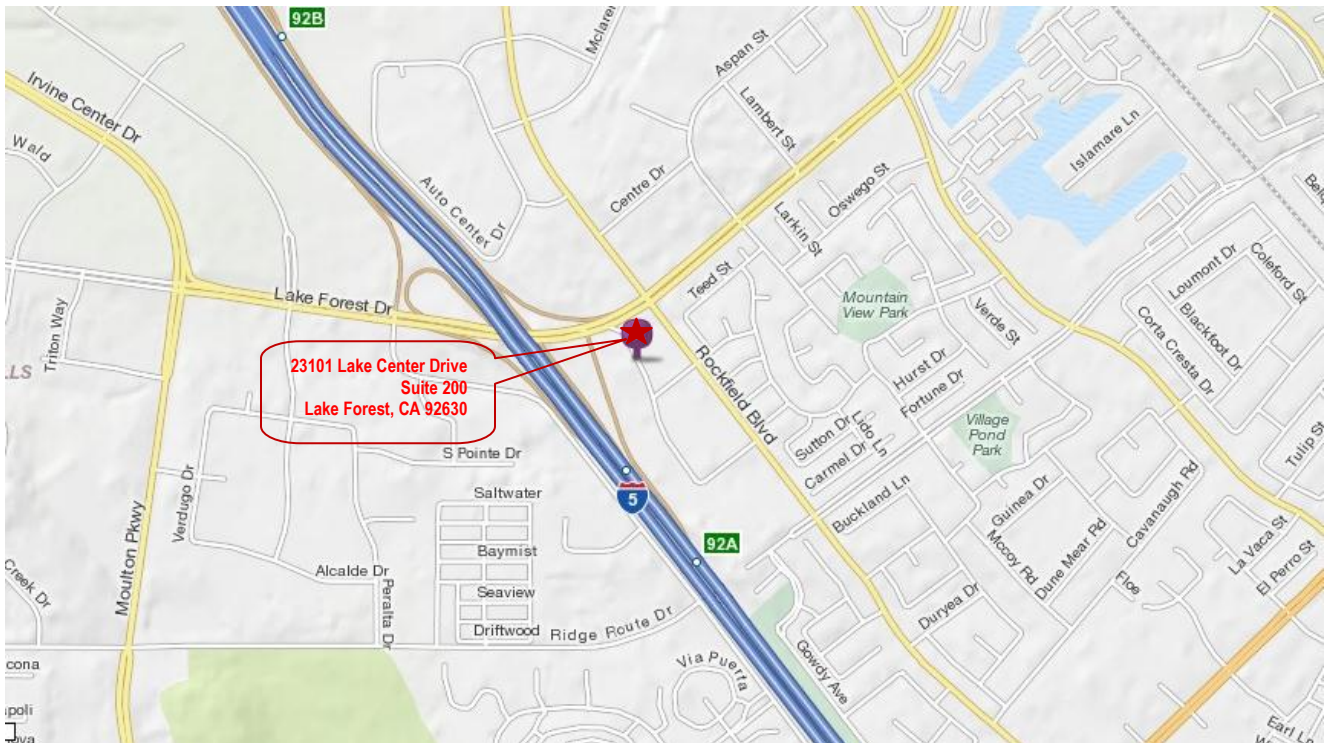 92B
Mclaren
Aspan St
Irvine Center Dr
Lambert St
Wald
Islamare Ln
Auto Center Dr
Centre Dr
Oswego St
Larkin St
Teed St
Coleford St
Loumont Dr
Lake Forest Dr
Mountain
View Park
Verde St
Blackfoot Dr
Triton Way
Corta Cresta Dr
LLS
23101 Lake Center Drive
Suite 200
Lake Forest, CA 92630
Rockfield Blvd
Hurst Dr
Fortune Dr
Lido Ln
Sutton Dr
Carmel Dr
Village
Pond
Park
Tulip St
S Pointe Dr
Saltwater
5
Buckland Ln
Guinea Dr
Cavanaugh Rd
Verdugo Dr
Moulton Pkwy
Baymist
92A
Mccoy Rd
Dune Mear Rd
La Vaca St
El Perro St
Floe
Creek Dr
Alcalde Dr
Peralta Dr
Seaview
Duryea Dr
Driftwood
Ridge Route Dr
Gowdy Ave
Via Puerta
cona
poli
ova
Earl Ln